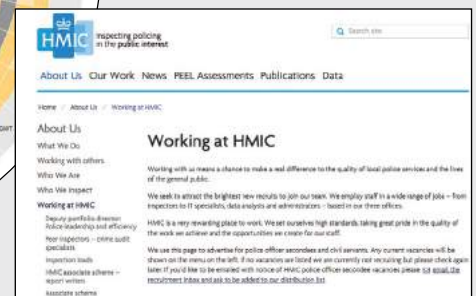 HMIC
Inspecting policing
in the public interest
Search site
About Us Our Work News PEEL Assessments Publications Data
Home / About Us / Working at HMIC
About Us
What We Do
Working with others
Who We Are
Who We Inspect
Working at HMIC
Deputy portfolio director:
Police leadership and efficiency
Peer inspectors – crime audit
specialists
Inspection leads
HMIC associate scheme –
report writers
Associate scheme
Working at HMIC
Working with us means a chance to make a real difference to the quality of local police services and the lives
of the general public.
We seek to attract the brightest new recruits to join our team. We employ staff in a wide range of jobs – from
inspectors to IT specialists, data analysts and administrators – based in our three offices.
HMIC is a very rewarding place to work. We set ourselves high standards, taking great pride in the quality of
the work we achieve and the opportunities we create for our staff.
We use this page to advertise for police officer secondees and civil servants. Any current vacancies will be
shown on the menu on the left. If no vacancies are listed we are currently not recruiting but please check again
later. If you'd like to be emailed with notice of HMIC police officer secondee vacancies please email the
recruitment inbox and ask to be added to our distribution list.